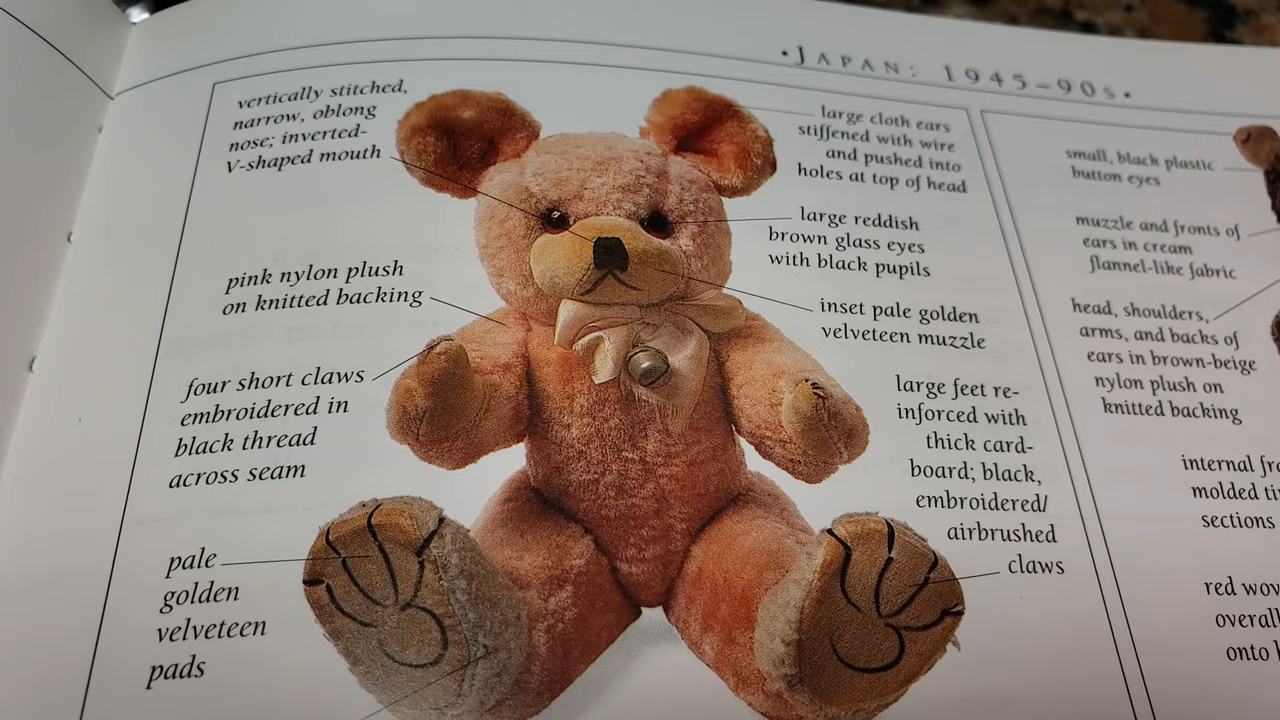 •JAPAN: 1945–90s•
vertically stitched,
narrow, oblong
nose; inverted-
V-shaped mouth
pink nylon plush
on knitted backing
four short claws
embroidered in
black thread
across seam
pale
golden
velveteen
pads
large cloth ears
stiffened with wire
and pushed into
holes at top of head
large reddish
brown glass eyes
with black pupils
inset pale golden
velveteen muzzle
large feet re-
inforced with
thick card-
board; black,
embroidered/
airbrushed
claws
small, black plastic
button eyes
muzzle and fronts of
ears in cream
flannel-like fabric
head, shoulders,
arms, and backs of
ears in brown-beige
nylon plush on
knitted backing
internal
molded
sections
red
onto